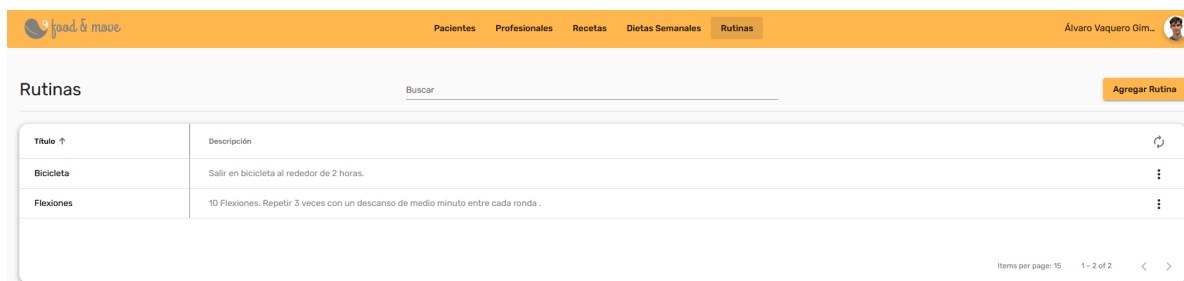 food & move Pacientes Profesionales Recetas Dietas Semanales Rutinas Álvaro Vaquero Gim...
Rutinas Buscar Agregar Rutina
Título Descripción
Bicicleta Salir en bicicleta al rededor de 2 horas.
Flexiones 10 Flexiones. Repetir 3 veces con un descanso de medio minuto entre cada ronda .
Items per page: 15 1 – 2 of 2